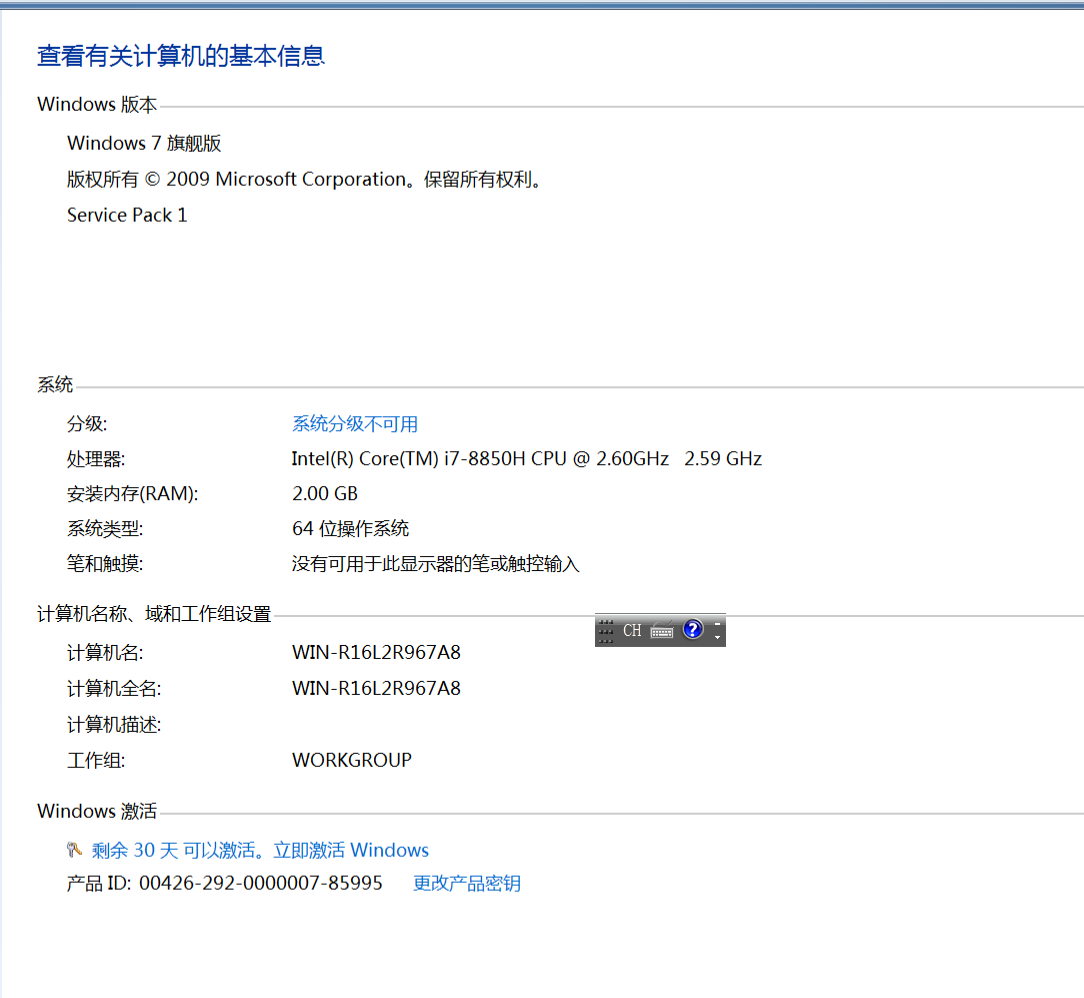 查看有关计算机的基本信息
Windows 版本
Windows 7 旗舰版
版权所有 © 2009 Microsoft Corporation。保留所有权利。
Service Pack 1
系统
分级: 系统分级不可用
处理器: Intel(R) Core(TM) i7-8850H CPU @ 2.60GHz 2.59 GHz
安装内存(RAM): 2.00 GB
系统类型: 64 位操作系统
笔和触摸: 没有可用于此显示器的笔或触控输入
计算机名称、域和工作组设置
CH ?
计算机名: WIN-R16L2R967A8
计算机全名: WIN-R16L2R967A8
计算机描述:
工作组: WORKGROUP
Windows 激活
剩余 30 天 可以激活。立即激活 Windows
产品 ID: 00426-292-0000007-85995 更改产品密钥